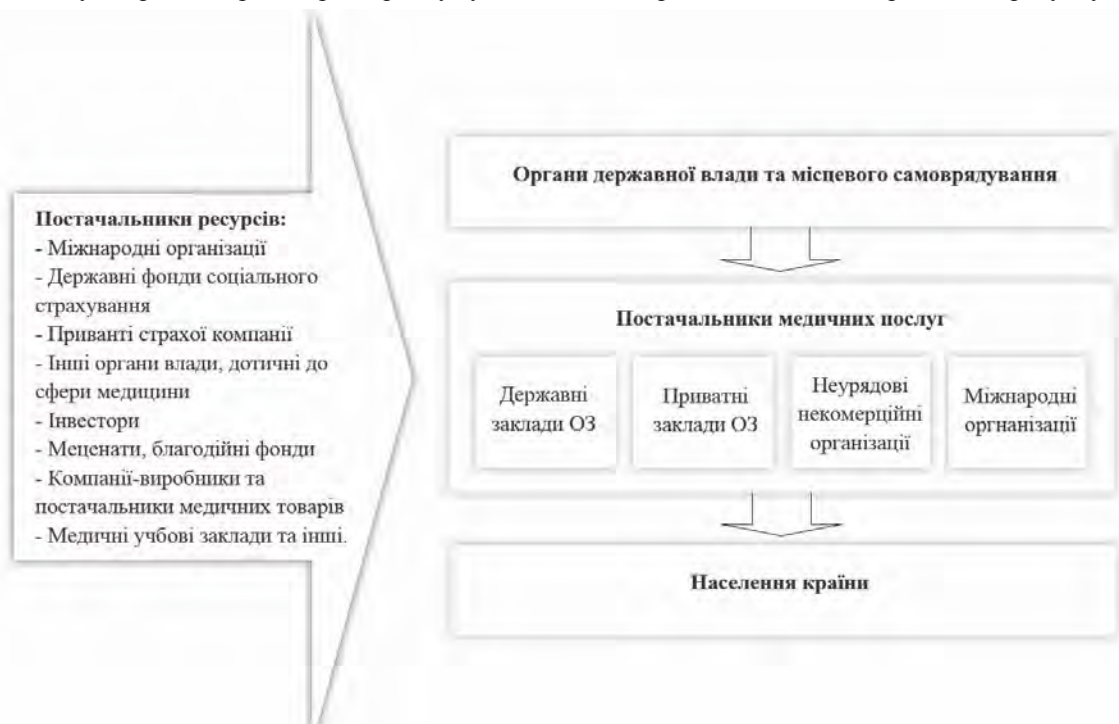 Постачальники ресурсів:
- Міжнародні організації
- Державні фонди соціального
страхування
- Приванті страхої компанії
- Інші органи влади, дотичні до
сфери медицини
- Інвестори
- Меценати, благодійні фонди
- Компанії-виробники та
постачальники медичних товарів
- Медичні учбові заклади та інші.
Органи державної влади та місцевого самоврядування
Постачальники медичних послуг
Державні
заклади ОЗ
Приватні
заклади ОЗ
Неурядові
некомерційні
організації
Міжнародні
оргнанізації
Населення країни